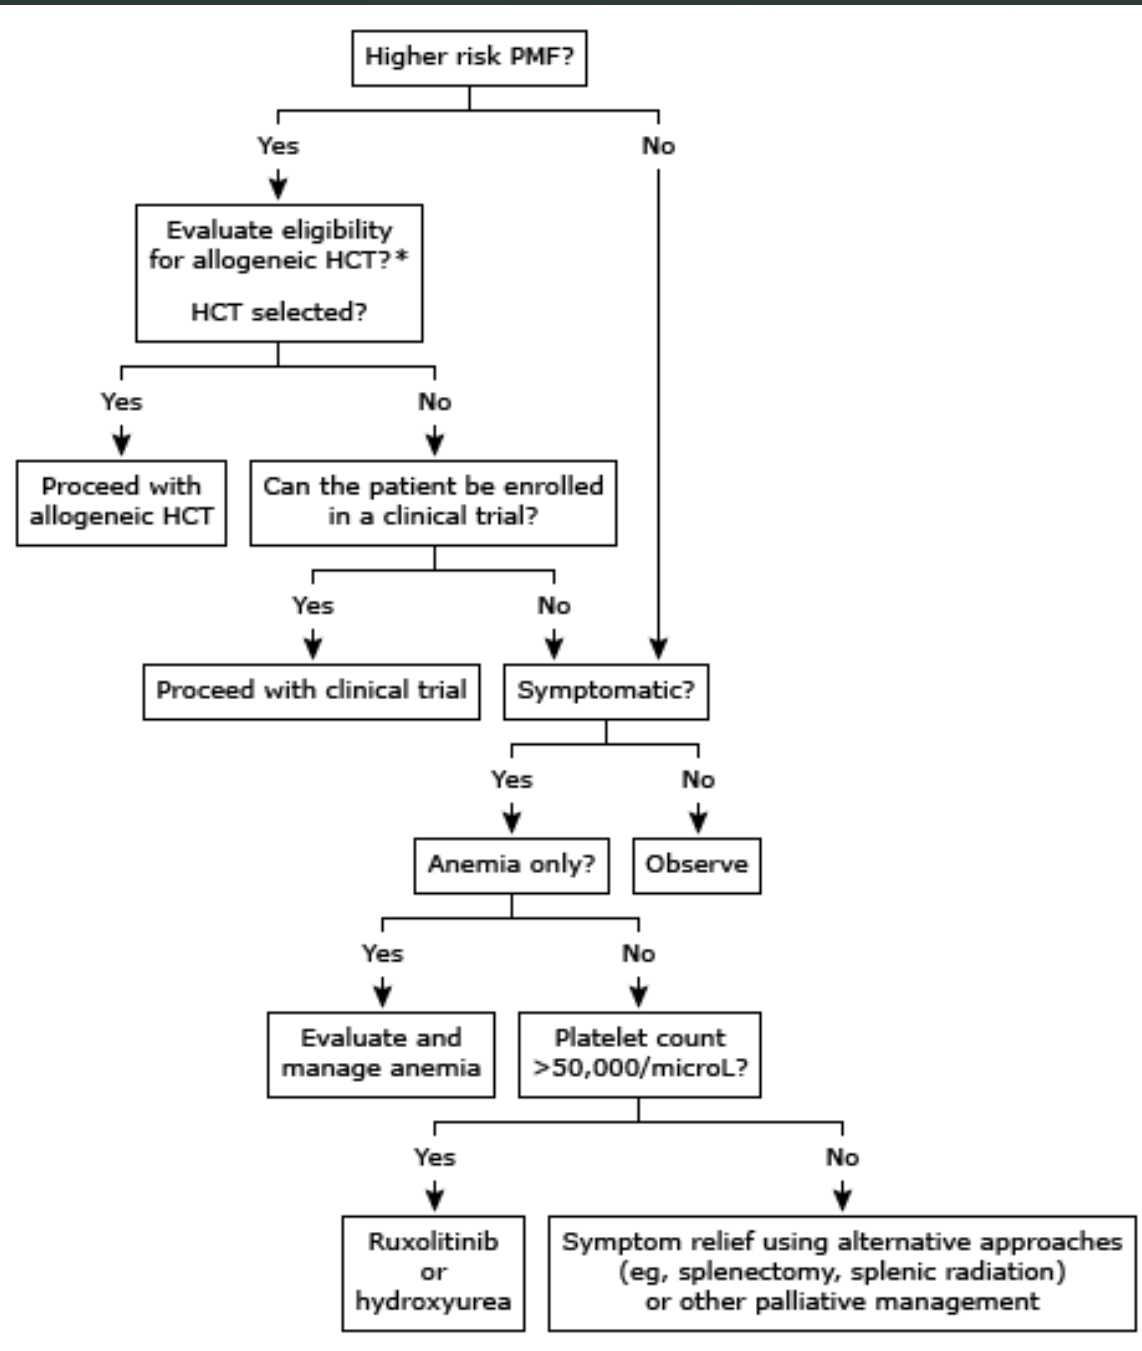 Higher risk PMF?
Yes
No
Evaluate eligibility
for allogeneic HCT?*
HCT selected?
Yes
No
Proceed with
allogeneic HCT
Can the patient be enrolled
in a clinical trial?
Yes
No
Proceed with clinical trial
Symptomatic?
Yes
No
Anemia only?
Observe
Yes
No
Evaluate and
manage anemia
Platelet count
>50,000/microL?
Yes
No
Ruxolitinib
or
hydroxyurea
Symptom relief using alternative approaches
(eg, splenectomy, splenic radiation)
or other palliative management